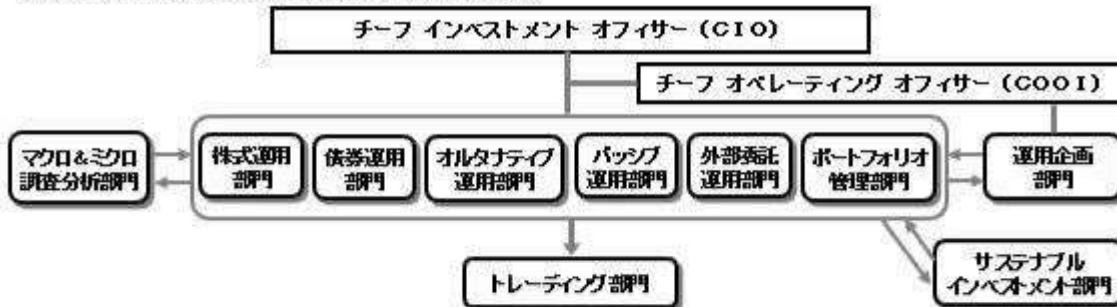 チーフ インベストメント オフィサー (CIO)
チーフ オペレーティング オフィサー (COOI)
マクロ&ミクロ
調査分析部門
株式運用
部門
債券運用
部門
オルタナティブ
運用部門
パッシブ
運用部門
外部委託
運用部門
ポートフォリオ
管理部門
運用企画
部門
トレーディング部門
サステナブル
インベストメント部門